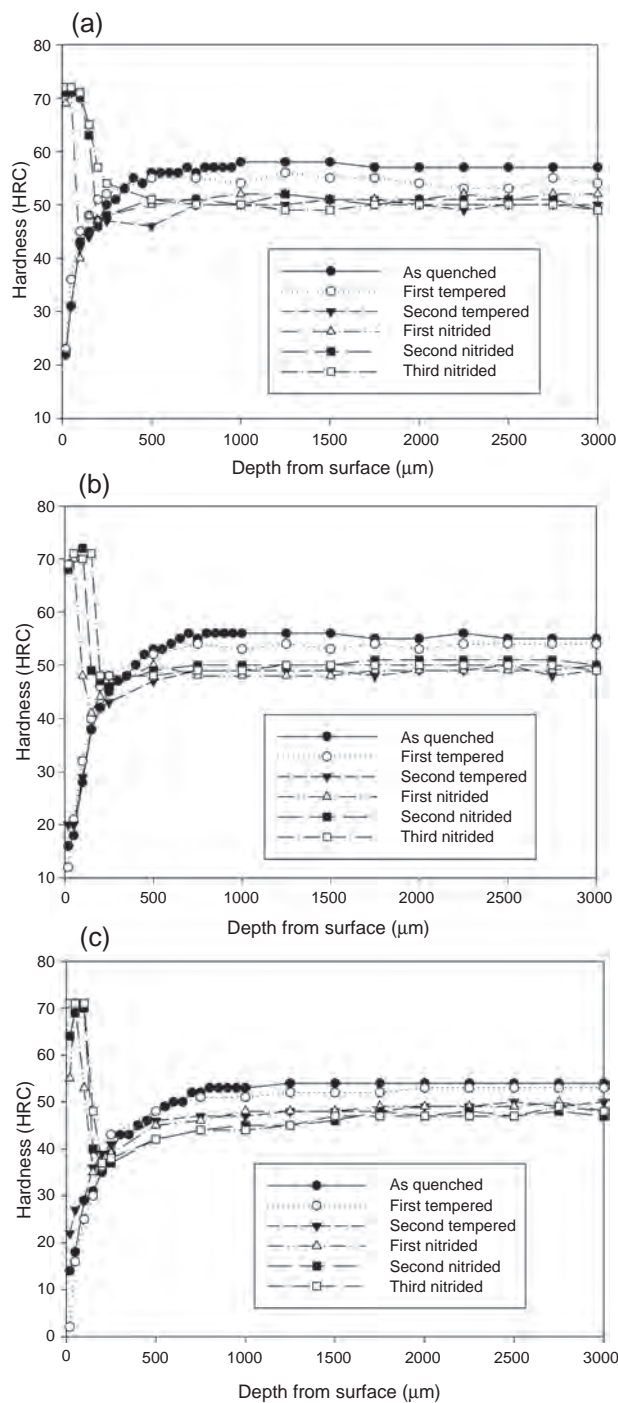 (a)
80
70
60
50
40
30
20
10
Hardness (HRC)
As quenched
First tempered
Second tempered
First nitrided
Second nitrided
Third nitrided
0 500 1000 1500 2000 2500 3000
Depth from surface (μm)
(b)
80
70
60
50
40
30
20
10
Hardness (HRC)
As quenched
First tempered
Second tempered
First nitrided
Second nitrided
Third nitrided
0 500 1000 1500 2000 2500 3000
Depth from surface (μm)
(c)
80
70
60
50
40
30
20
10
0
Hardness (HRC)
As quenched
First tempered
Second tempered
First nitrided
Second nitrided
Third nitrided
0 500 1000 1500 2000 2500 3000
Depth from surface (μm)